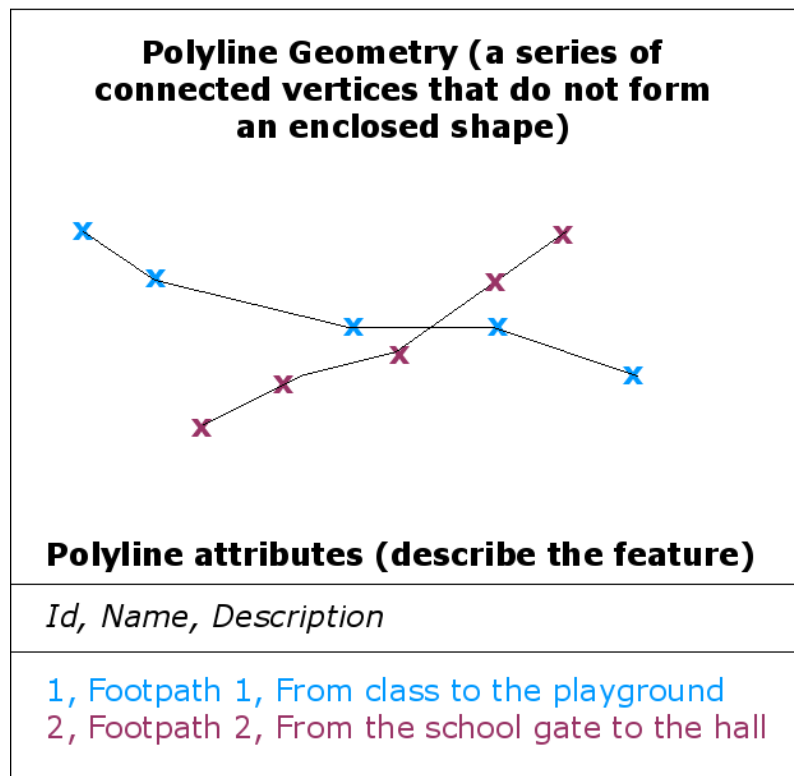 Polyline Geometry (a series of
connected vertices that do not form
an enclosed shape)
Polyline attributes (describe the feature)
Id, Name, Description
1, Footpath 1, From class to the playground
2, Footpath 2, From the school gate to the hall